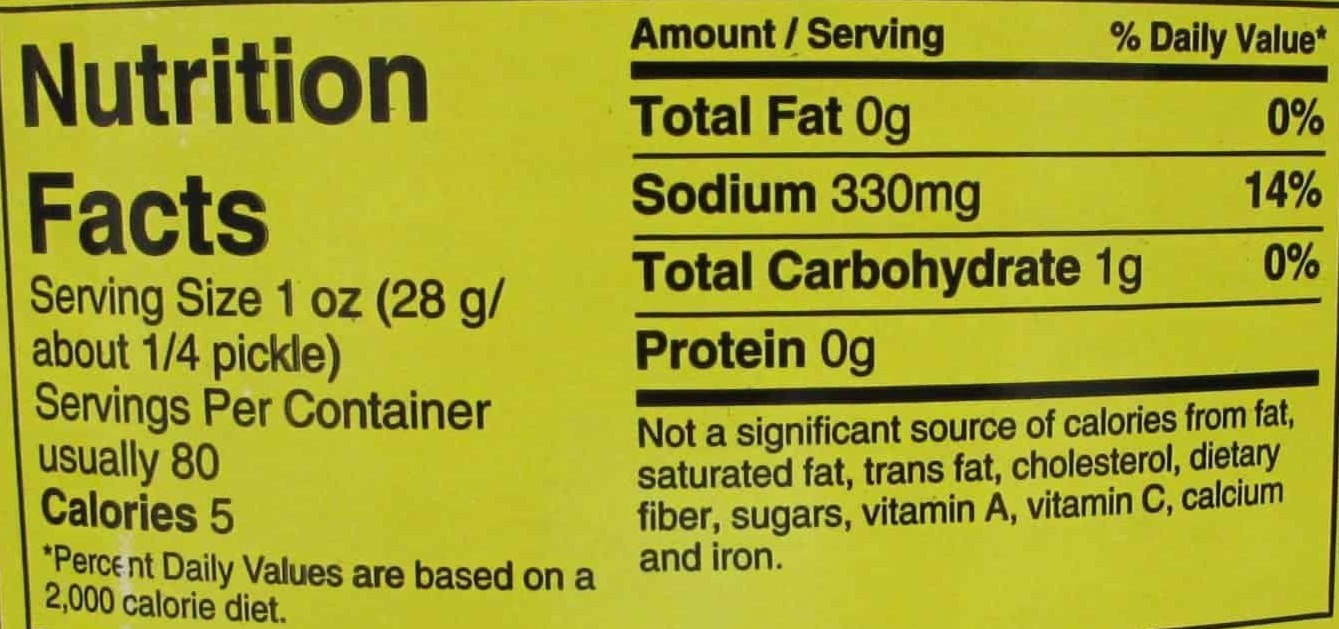 Nutrition
Facts
Serving Size 1 oz (28 g/
about 1/4 pickle)
Servings Per Container
usually 80
Calories 5
*Percent Daily Values are based on a
2,000 calorie diet.
Amount / Serving % Daily Value*
Total Fat 0g 0%
Sodium 330mg 14%
Total Carbohydrate 1g 0%
Protein 0g
Not a significant source of calories from fat,
saturated fat, trans fat, cholesterol, dietary
fiber, sugars, vitamin A, vitamin C, calcium
and iron.